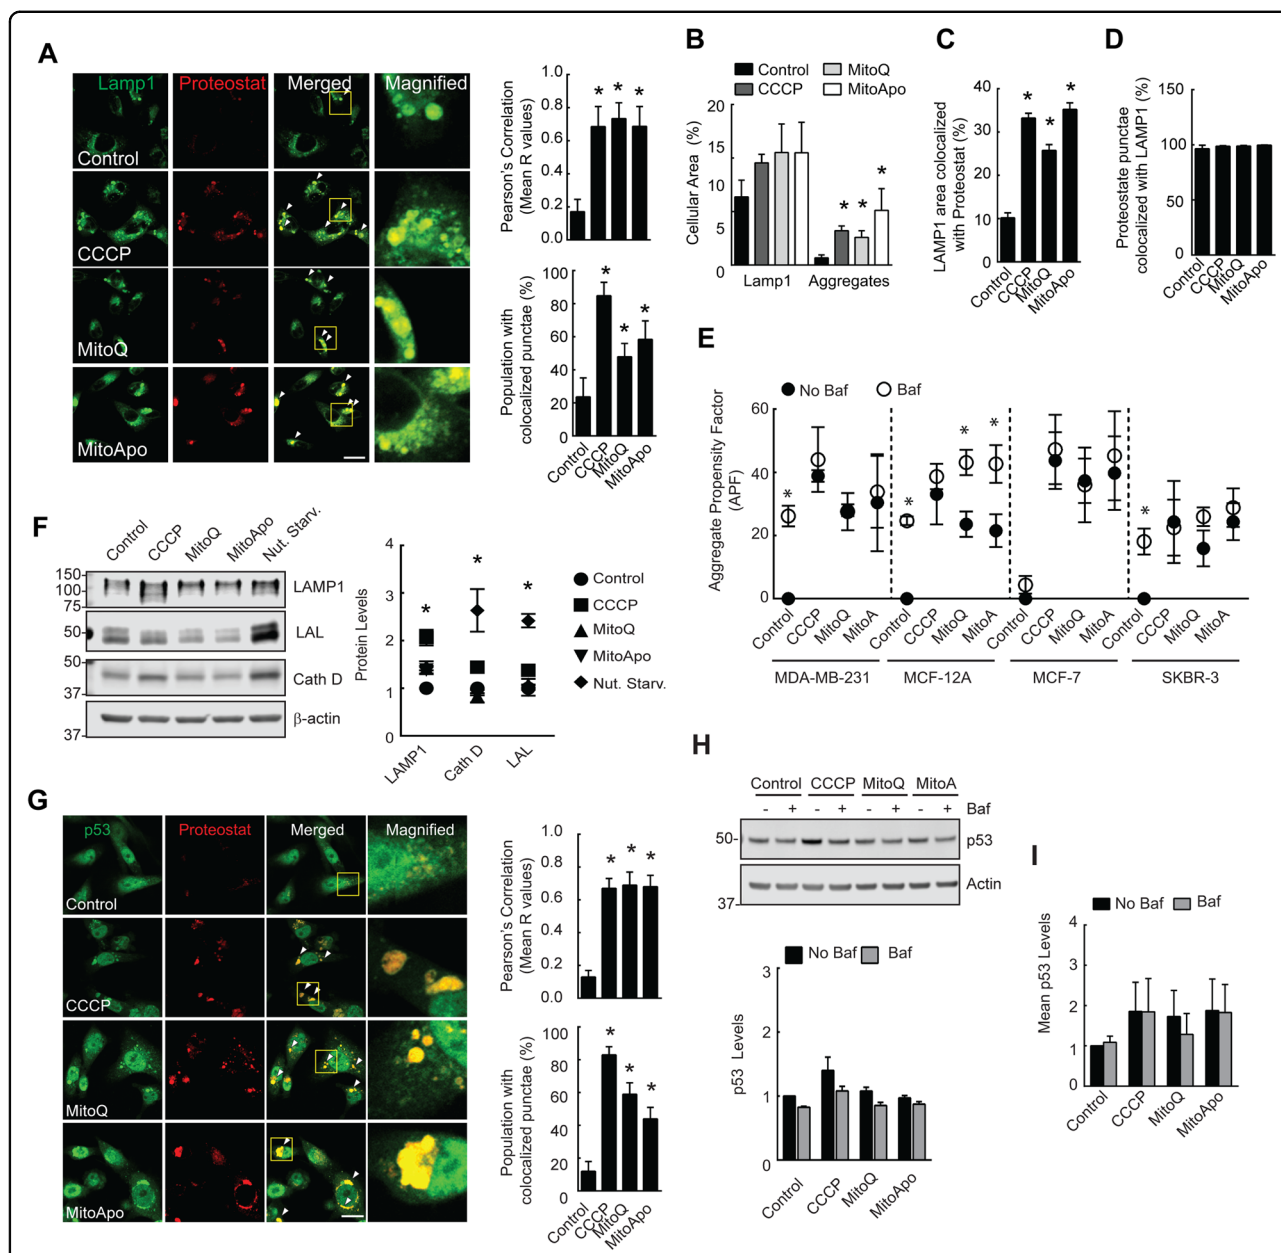 A
Lamp1 Proteostat Merged Magnified
Control
CCCP
MitoQ
MitoApo
Pearson's Correlation
(Mean R values)
1.0
0.8
0.6
0.4
0.2
0.0
*
*
*
Population with
colocalized punctae (%)
100
80
60
40
20
0
*
*
*
Control
CCCP
MitoQ
MitoApo
B
Control
CCCP
MitoQ
MitoApo
Cellular Area (%)
20
15
10
5
0
*
*
*
Lamp1 Aggregates
C
LAMP1 area colocalized
with Proteostat (%)
40
30
20
10
0
*
*
*
Control
CCCP
MitoQ
MitoApo
D
Proteostate punctae
colocalized with LAMP1 (%)
150
100
50
0
Control
CCCP
MitoQ
MitoApo
E
No Baf Baf
Aggregate Propensity Factor
(APF)
60
40
20
0
*
*
*
*
*
Control
CCCP
MitoQ
MitoA
Control
CCCP
MitoQ
MitoA
Control
CCCP
MitoQ
MitoA
Control
CCCP
MitoQ
MitoA
MDA-MB-231 MCF-12A MCF-7 SKBR-3
F
Control
CCCP
MitoQ
MitoApo
Nut. Starv.
150
100
75
LAMP1
50
LAL
50
37
Cath D
37
β-actin
Protein Levels
4
3
2
1
0
*
*
*
LAMP1
Cath D
LAL
Control
CCCP
MitoQ
MitoApo
Nut. Starv.
G
p53 Proteostat Merged Magnified
Control
CCCP
MitoQ
MitoApo
Pearson's Correlation
(Mean R values)
1.0
0.8
0.6
0.4
0.2
0.0
*
*
*
Population with
colocalized punctae (%)
100
80
60
40
20
0
*
*
*
Control
CCCP
MitoQ
MitoApo
H
Control CCCP MitoQ MitoA
- + - + - + - + Baf
50- p53
37 Actin
No Baf Baf
p53 Levels
3
2
1
0
Control
CCCP
MitoQ
MitoApo
I
No Baf Baf
Mean p53 Levels
4
3
2
1
0
Control
CCCP
MitoQ
MitoApo